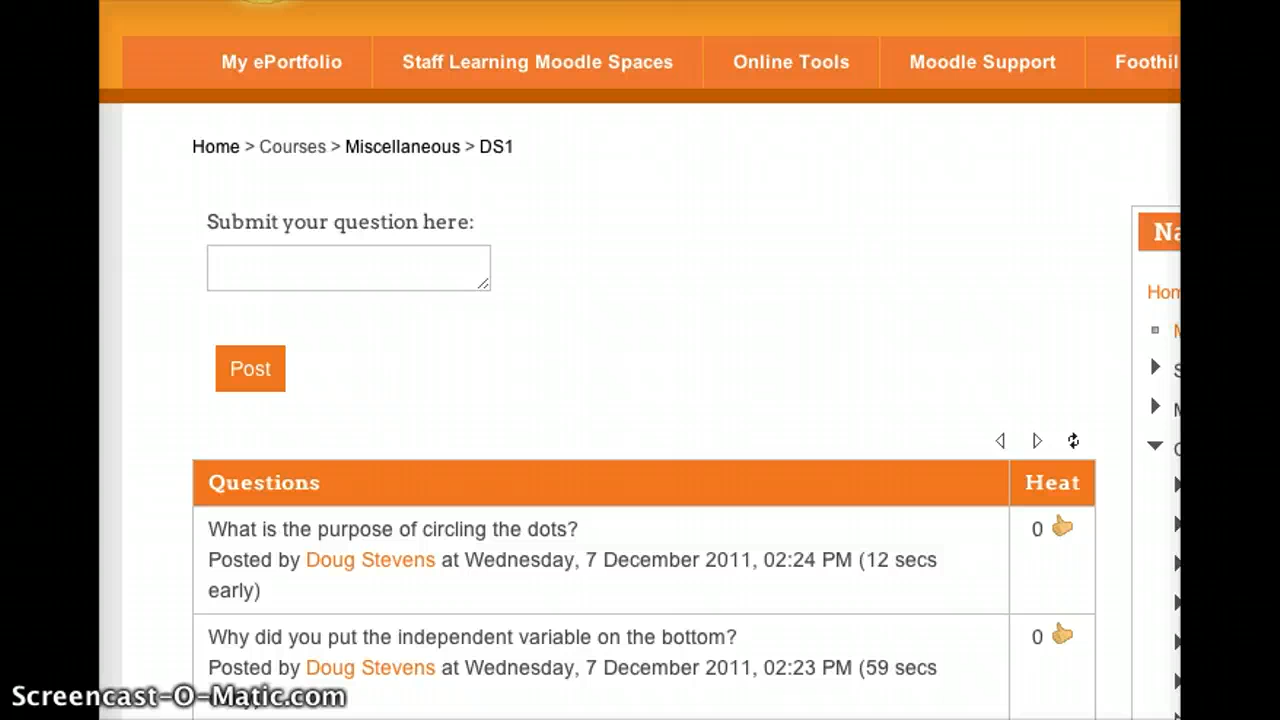 My ePortfolio Staff Learning Moodle Spaces Online Tools Moodle Support Foothil
Home > Courses > Miscellaneous > DS1
Submit your question here:
Na
Hom
Post
Questions Heat
What is the purpose of circling the dots? 0
Posted by Doug Stevens at Wednesday, 7 December 2011, 02:24 PM (12 secs
early)
Why did you put the independent variable on the bottom? 0
Posted by Doug Stevens at Wednesday, 7 December 2011, 02:23 PM (59 secs
Screencast-O-Matic.com